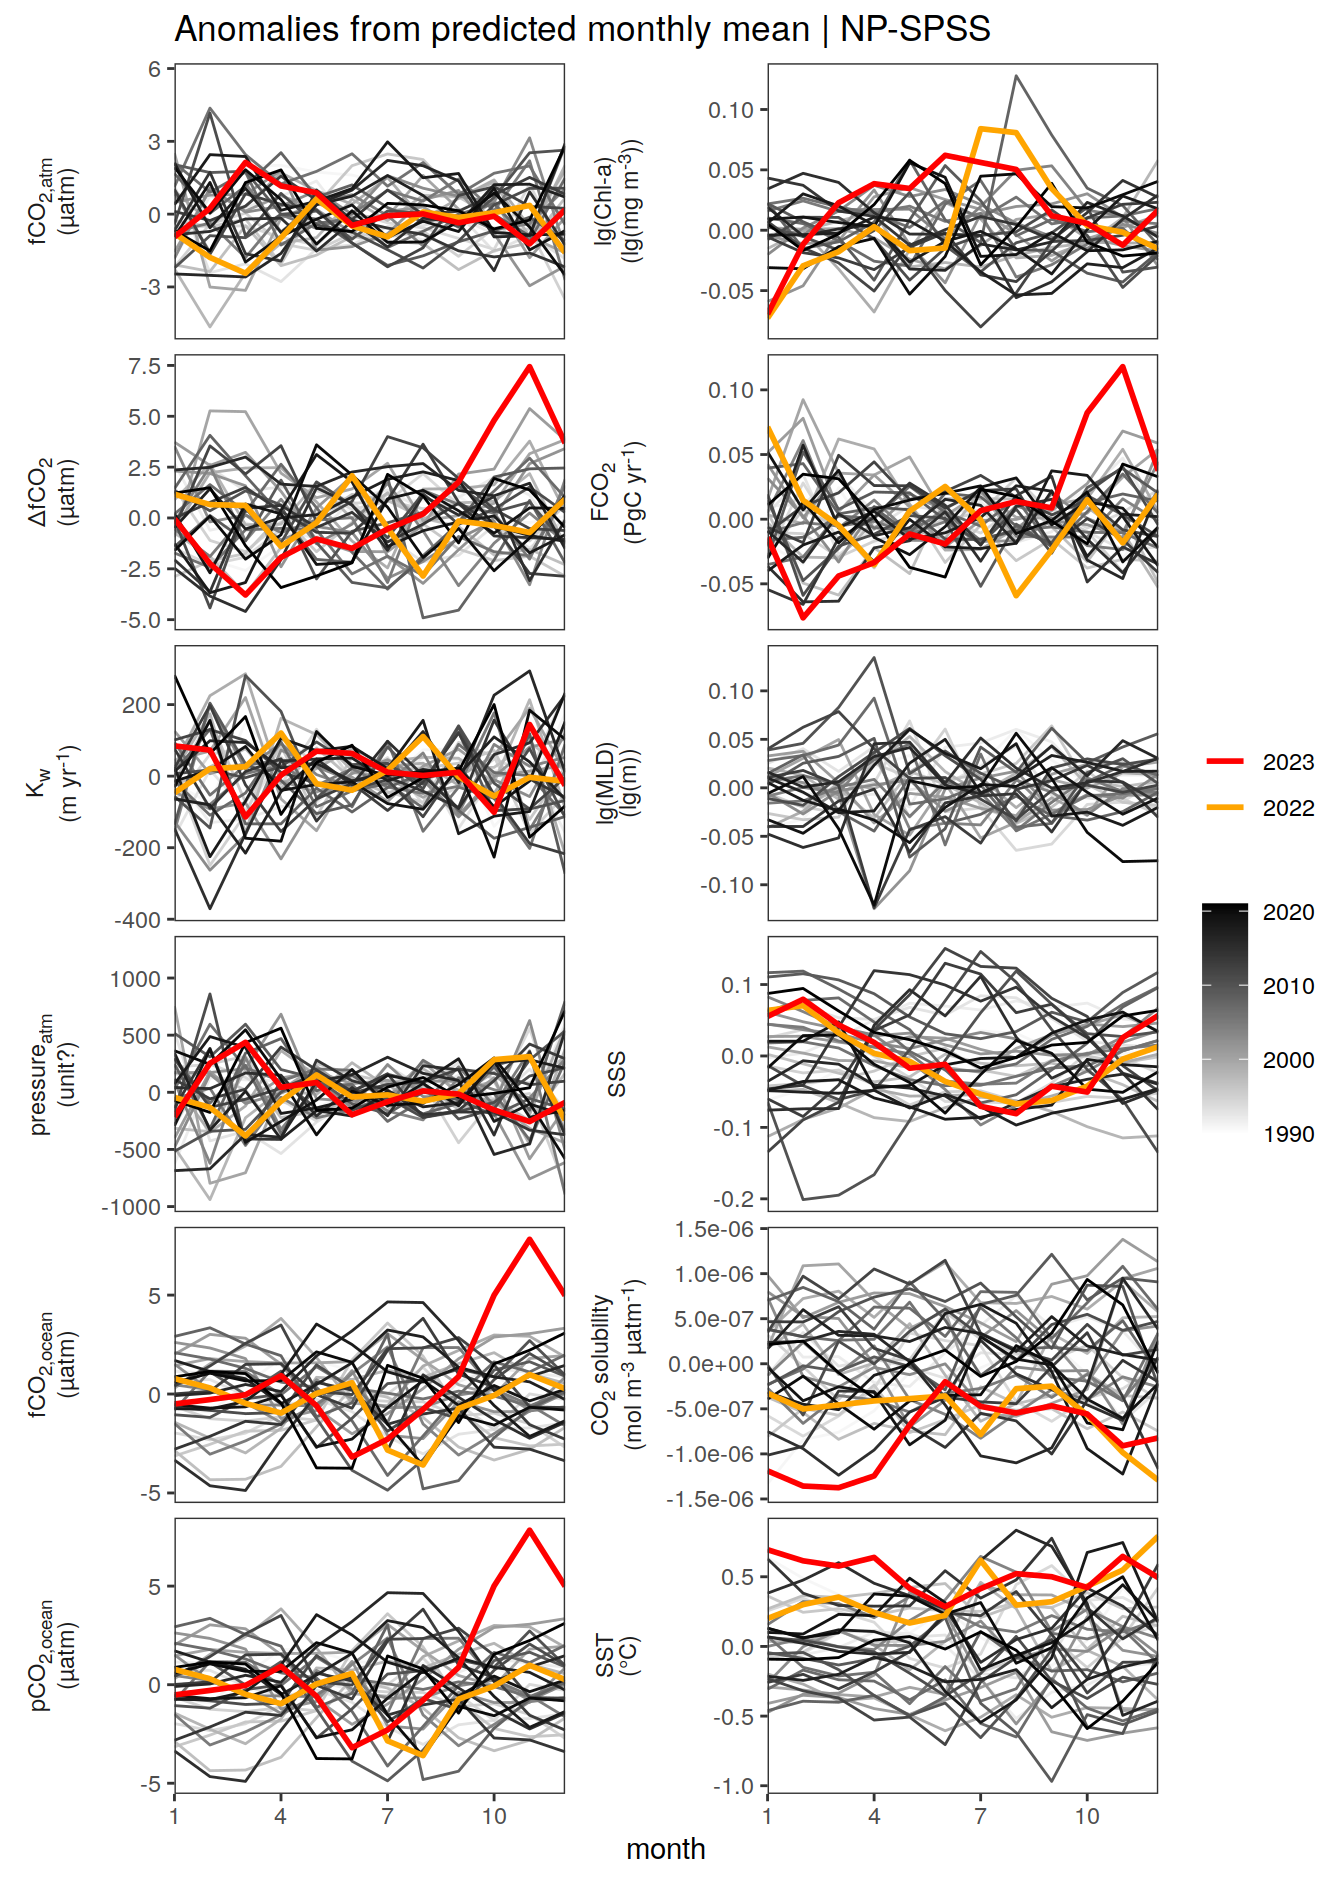 Anomalies from predicted monthly mean | NP-SPSS
fCO2,atm
(µatm)
6
3
0
-3
lg(Chl-a)
(lg(mg m-3))
0.10
0.05
0.00
-0.05
ΔfCO2
(µatm)
7.5
5.0
2.5
0.0
-2.5
-5.0
FCO2
(PgC yr-1)
0.10
0.05
0.00
-0.05
Kw
(m yr-1)
200
0
-200
-400
lg(MLD)
(lg(m))
0.10
0.05
0.00
-0.05
-0.10
pressureatm
(unit?)
1000
500
0
-500
-1000
SSS
0.1
0.0
-0.1
-0.2
fCO2,ocean
(µatm)
5
0
-5
CO2 solubility
(mol m-3 µatm-1)
1.5e-06
1.0e-06
5.0e-07
0.0e+00
-5.0e-07
-1.0e-06
-1.5e-06
pCO2,ocean
(µatm)
5
0
-5
SST
(°C)
0.5
0.0
-0.5
-1.0
1 4 7 10
1 4 7 10
month
2023
2022
2020
2010
2000
1990